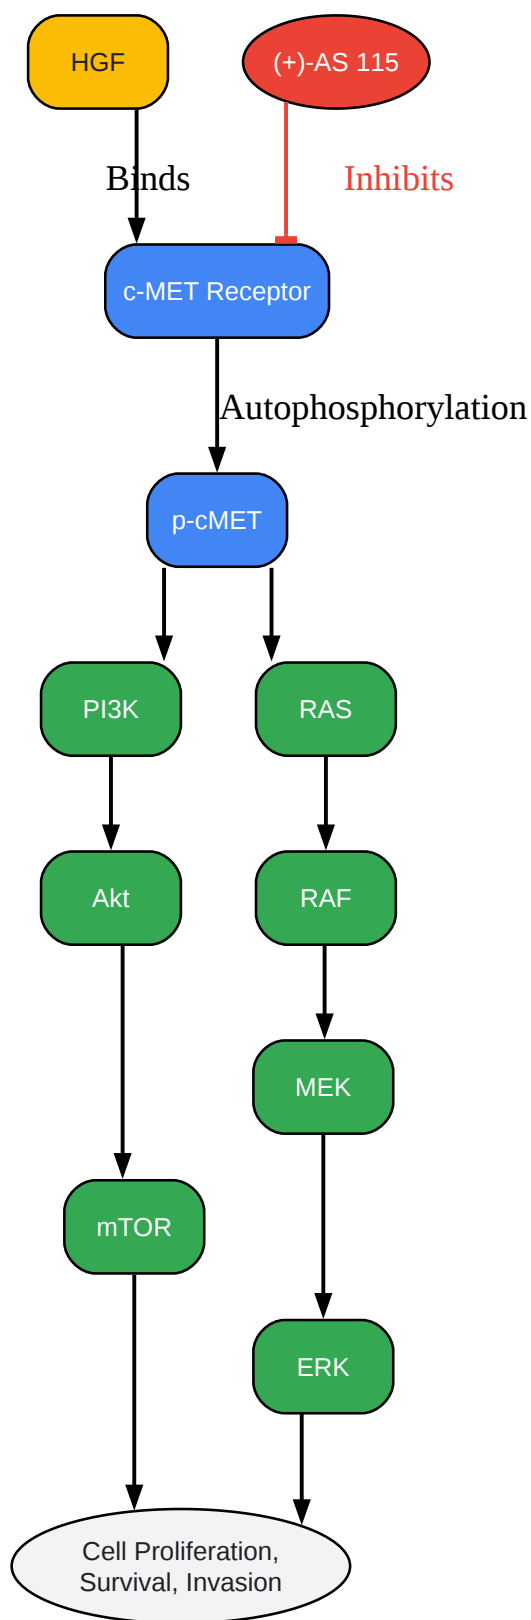 HGF
(+)-AS 115
Binds
Inhibits
c-MET Receptor
Autophosphorylation
p-cMET
PI3K
RAS
Akt
RAF
MEK
mTOR
ERK
Cell Proliferation,
Survival, Invasion